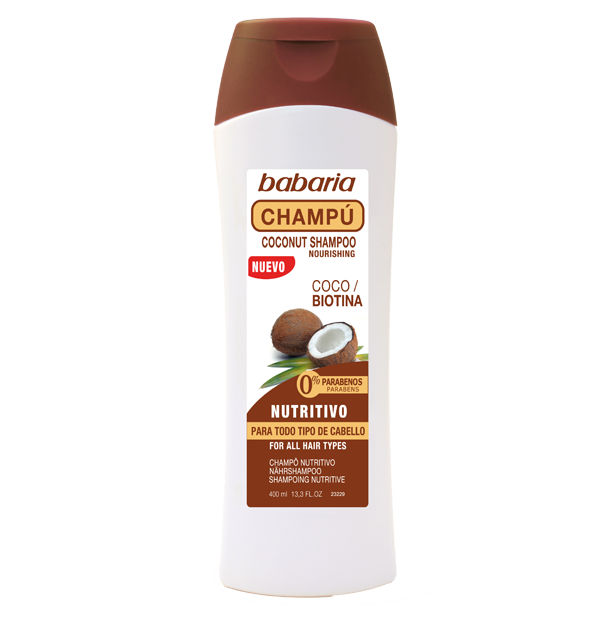 babaria
CHAMPÚ
COCONUT SHAMPOO
NOURISHING
NUEVO
COCO /
BIOTINA
0% PARABENOS
PARABENS
NUTRITIVO
PARA TODO TIPO DE CABELLO
FOR ALL HAIR TYPES
CHAMPÔ NUTRITIVO
NÄHRSHAMPOO
SHAMPOING NUTRITIVE
400 ml 13,3 FL.OZ 23229